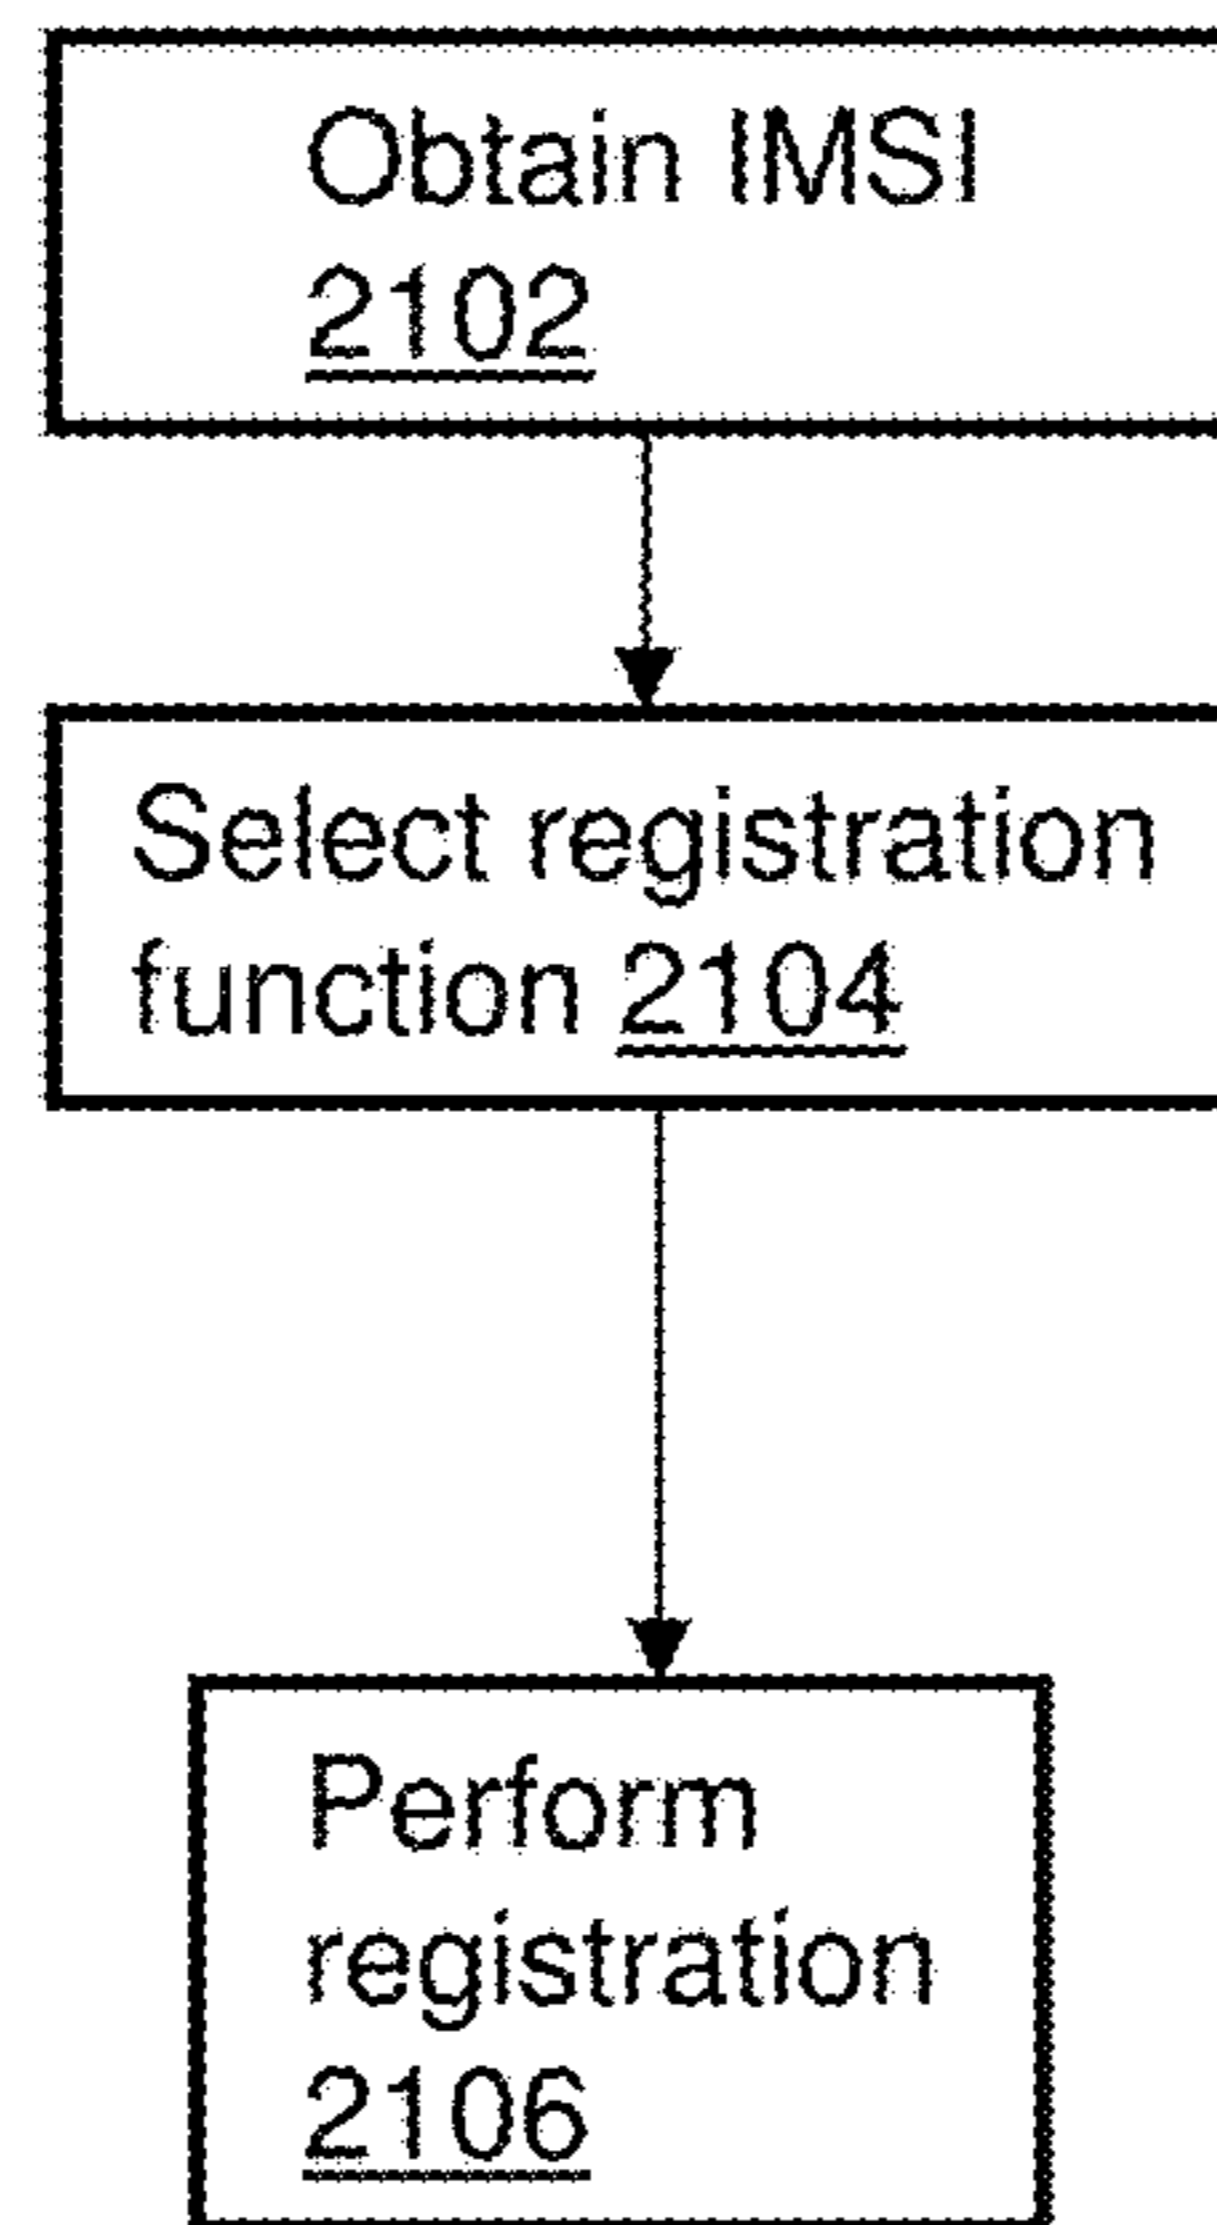 Obtain IMSI
2102
Select registration
function 2104
Perform
registration
2106